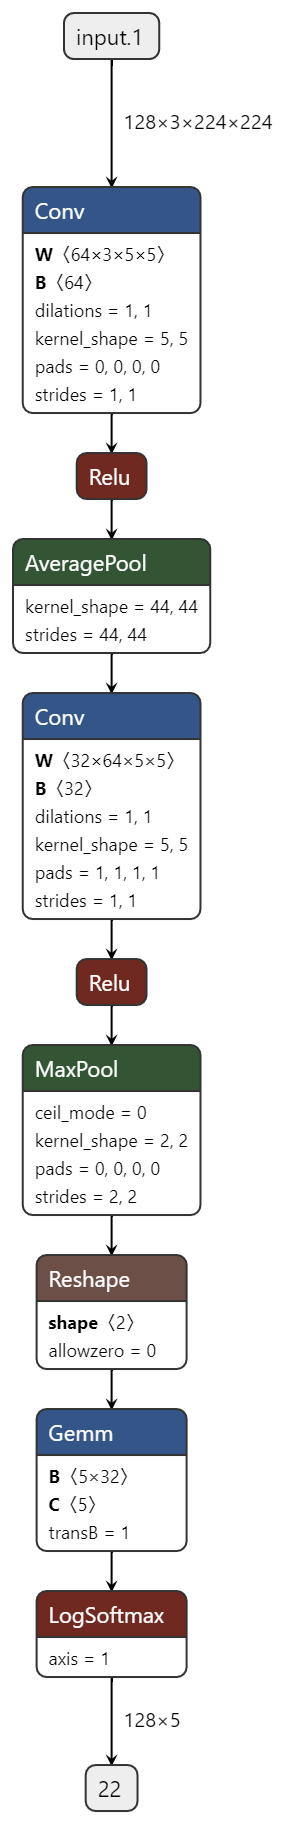 input.1
128×3×224×224
Conv
W 〈64×3×5×5〉
B 〈64〉
dilations = 1, 1
kernel_shape = 5, 5
pads = 0, 0, 0, 0
strides = 1, 1
Relu
AveragePool
kernel_shape = 44, 44
strides = 44, 44
Conv
W 〈32×64×5×5〉
B 〈32〉
dilations = 1, 1
kernel_shape = 5, 5
pads = 1, 1, 1, 1
strides = 1, 1
Relu
MaxPool
ceil_mode = 0
kernel_shape = 2, 2
pads = 0, 0, 0, 0
strides = 2, 2
Reshape
shape 〈2〉
allowzero = 0
Gemm
B 〈5×32〉
C 〈5〉
transB = 1
LogSoftmax
axis = 1
128×5
22